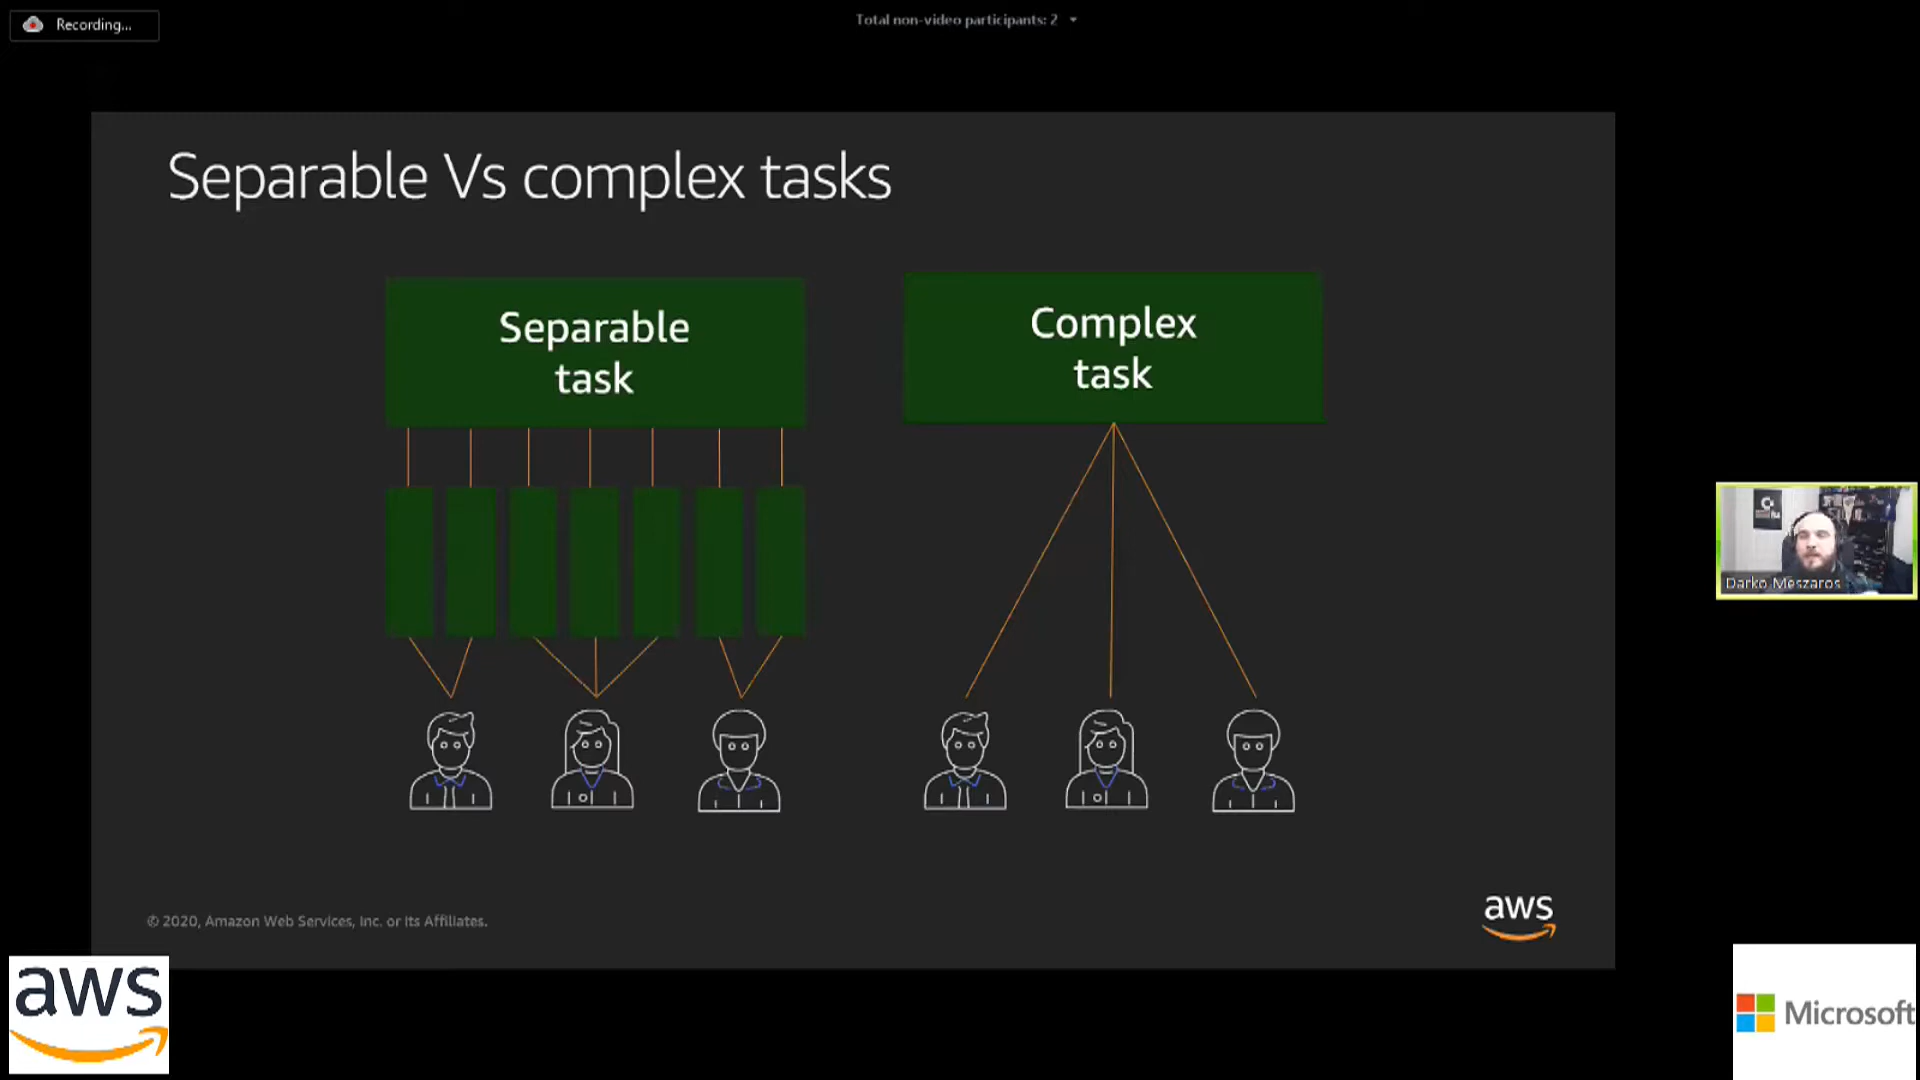 Recording...
Total non-video participants: 2
Separable Vs complex tasks
Separable
task
Complex
task
Darko Meszaros
© 2020, Amazon Web Services, Inc. or its Affiliates.
aws
aws
Microsoft